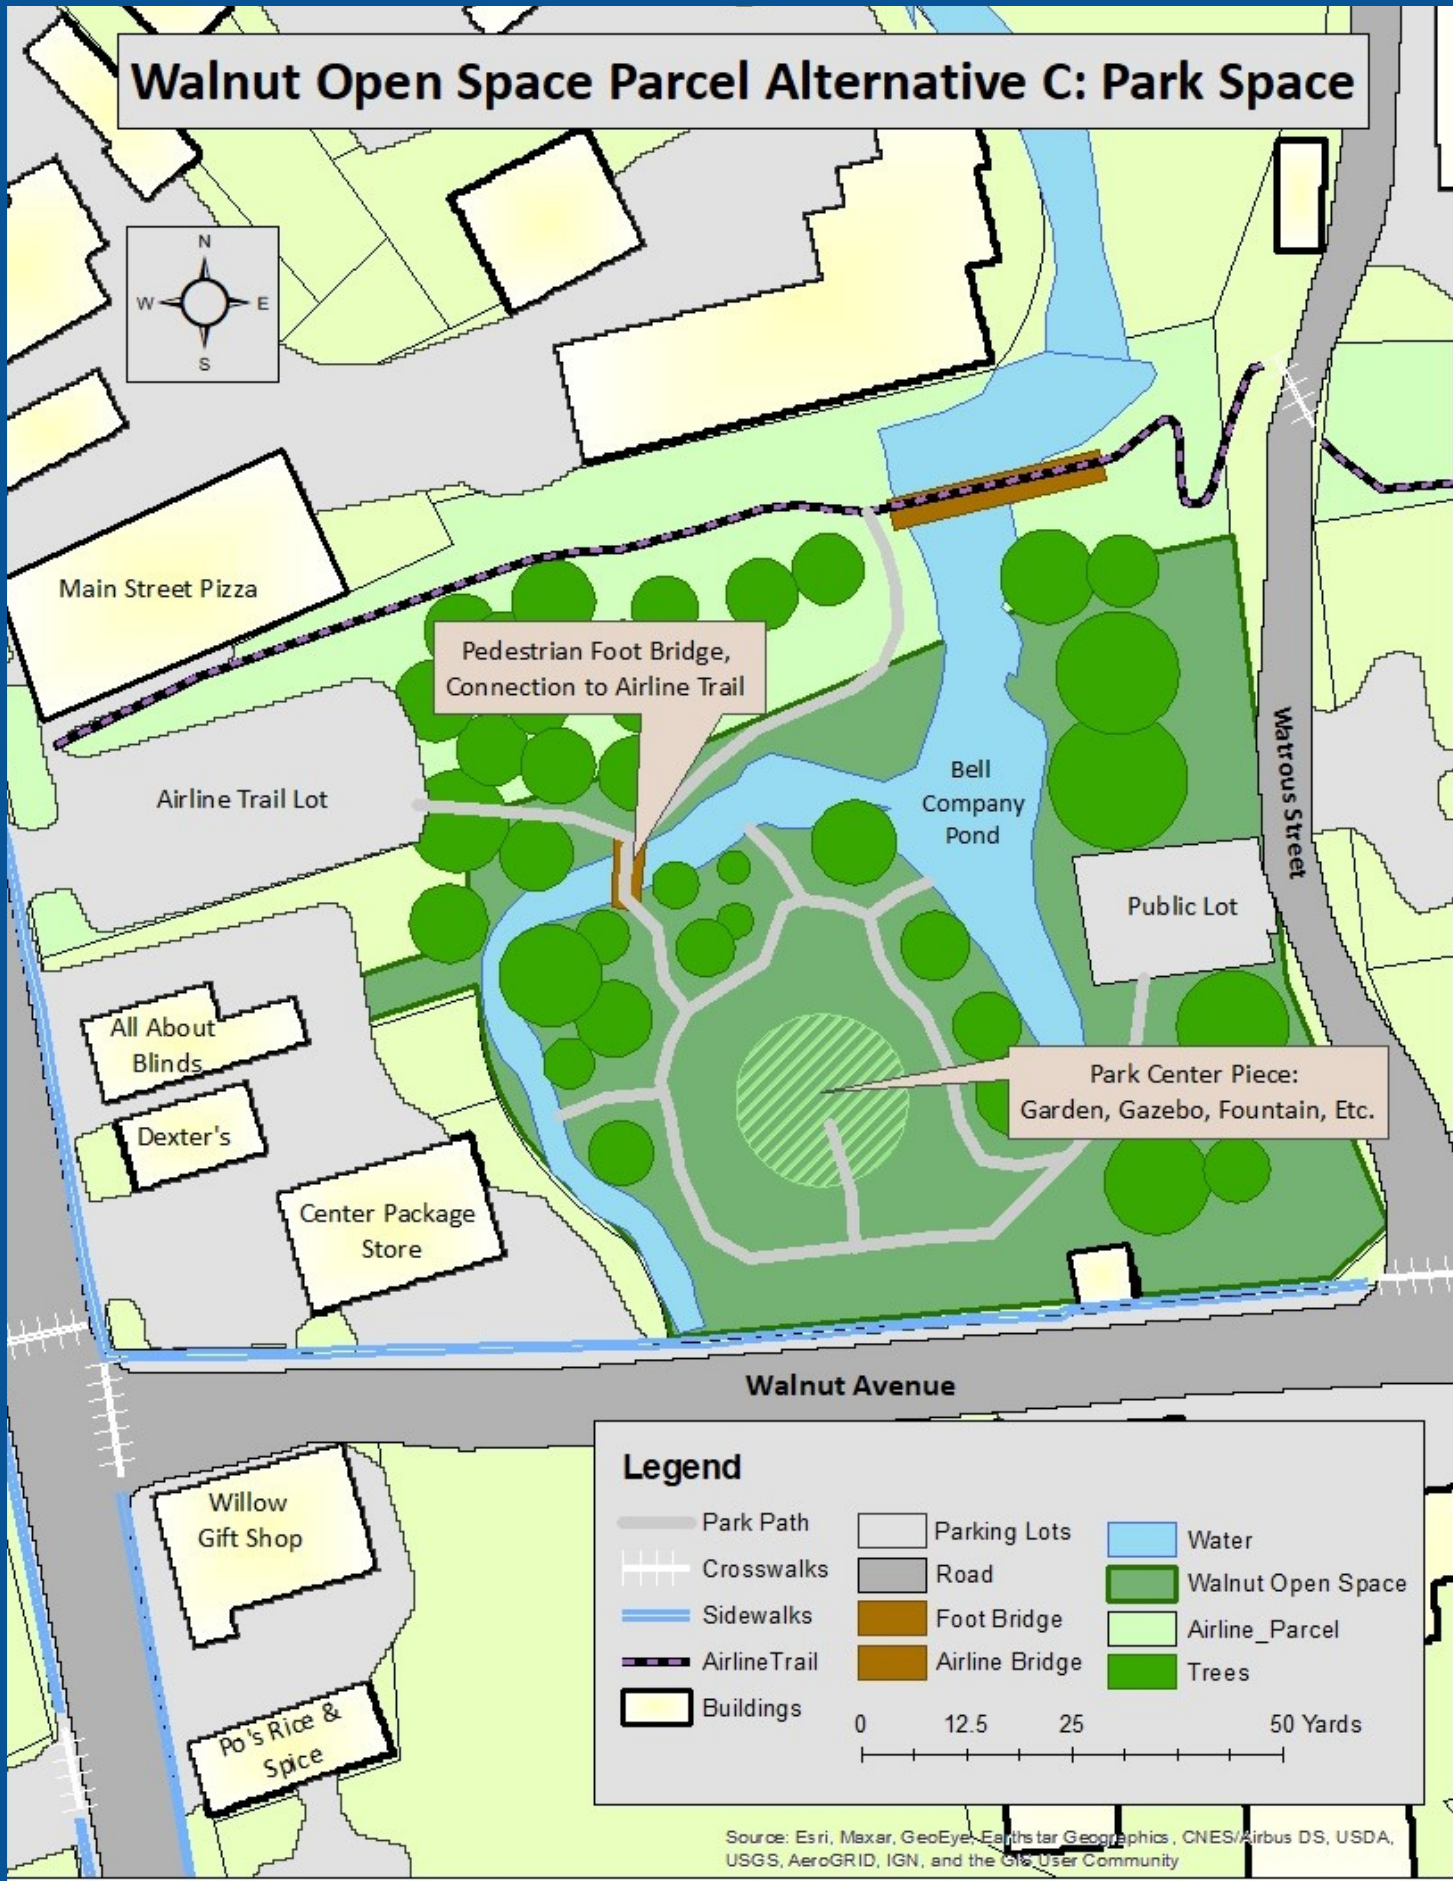 Walnut Open Space Parcel Alternative C: Park Space
N
W E
S
Main Street Pizza
Pedestrian Foot Bridge,
Connection to Airline Trail
Airline Trail Lot
Bell
Company
Pond
Watrous Street
Public Lot
All About
Blinds
Dexter's
Center Package
Store
Park Center Piece:
Garden, Gazebo, Fountain, Etc.
Walnut Avenue
Willow
Gift Shop
Po's Rice &
Spice
Legend
Park Path
Crosswalks
Sidewalks
AirlineTrail
Buildings
Parking Lots
Road
Foot Bridge
Airline Bridge
Water
Walnut Open Space
Airline_Parcel
Trees
0 12.5 25 50 Yards
Source: Esri, Maxar, GeoEye, Earthstar Geographics, CNES/Airbus DS, USDA,
USGS, AeroGRID, IGN, and the GIS User Community